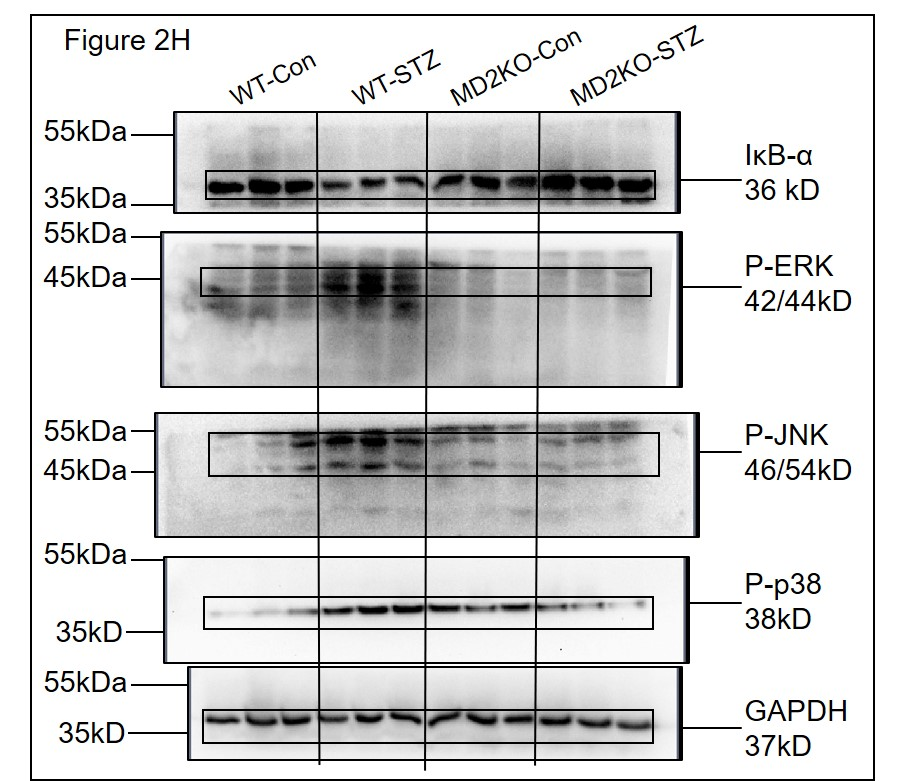 Figure 2H
WT-Con
WT-STZ
MD2KO-Con
MD2KO-STZ
55kDa
35kDa
IκB-α
36 kD
55kDa
45kDa
P-ERK
42/44kD
55kDa
45kDa
P-JNK
46/54kD
55kDa
35kD
P-p38
38kD
55kDa
35kD
GAPDH
37kD